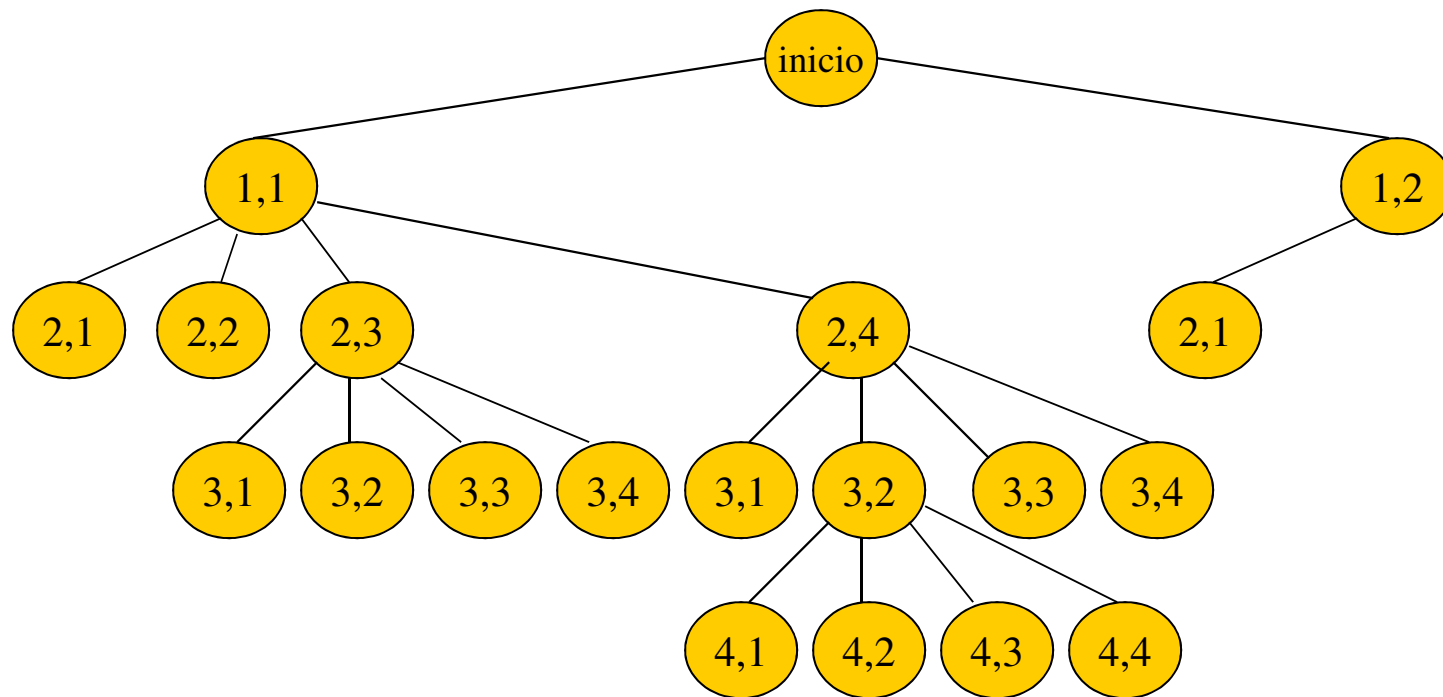 inicio
1,1 1,2
2,1 2,2 2,3 2,4 2,1
3,1 3,2 3,3 3,4 3,1 3,2 3,3 3,4
4,1 4,2 4,3 4,4